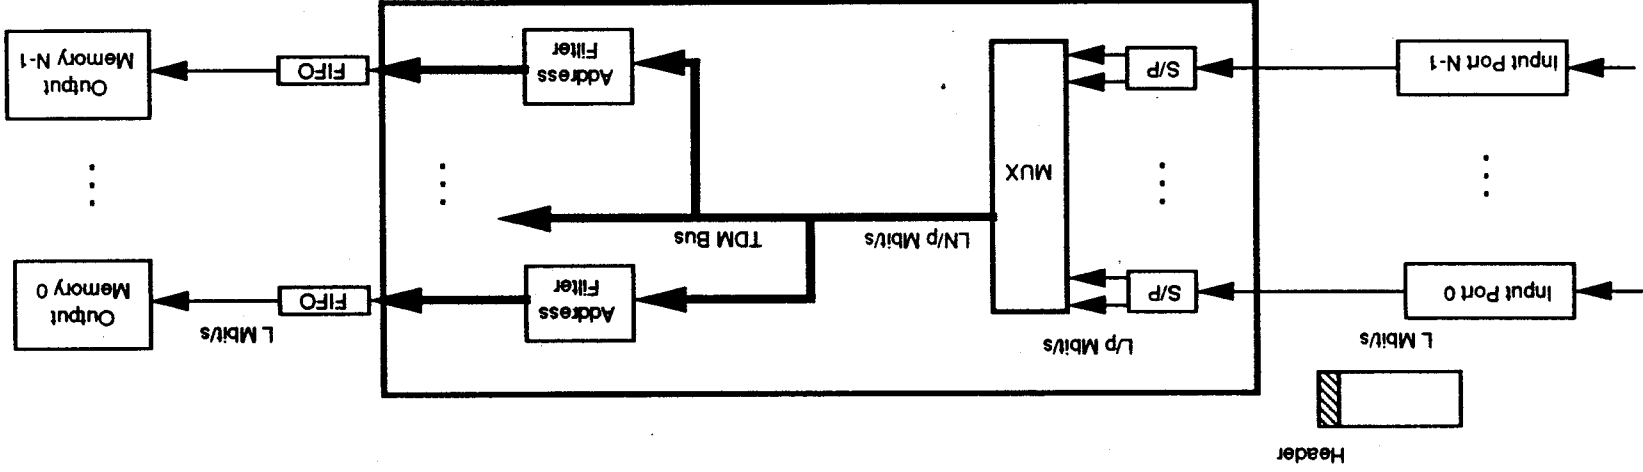 Header
L Mbit/s
L/p Mbit/s
L Mbit/s
Input Port 0
S/P
Address
Filter
FIFO
Output
Memory 0
LN/p Mbit/s
TDM Bus
MUX
Input Port N-1
S/P
Address
Filter
FIFO
Output
Memory N-1